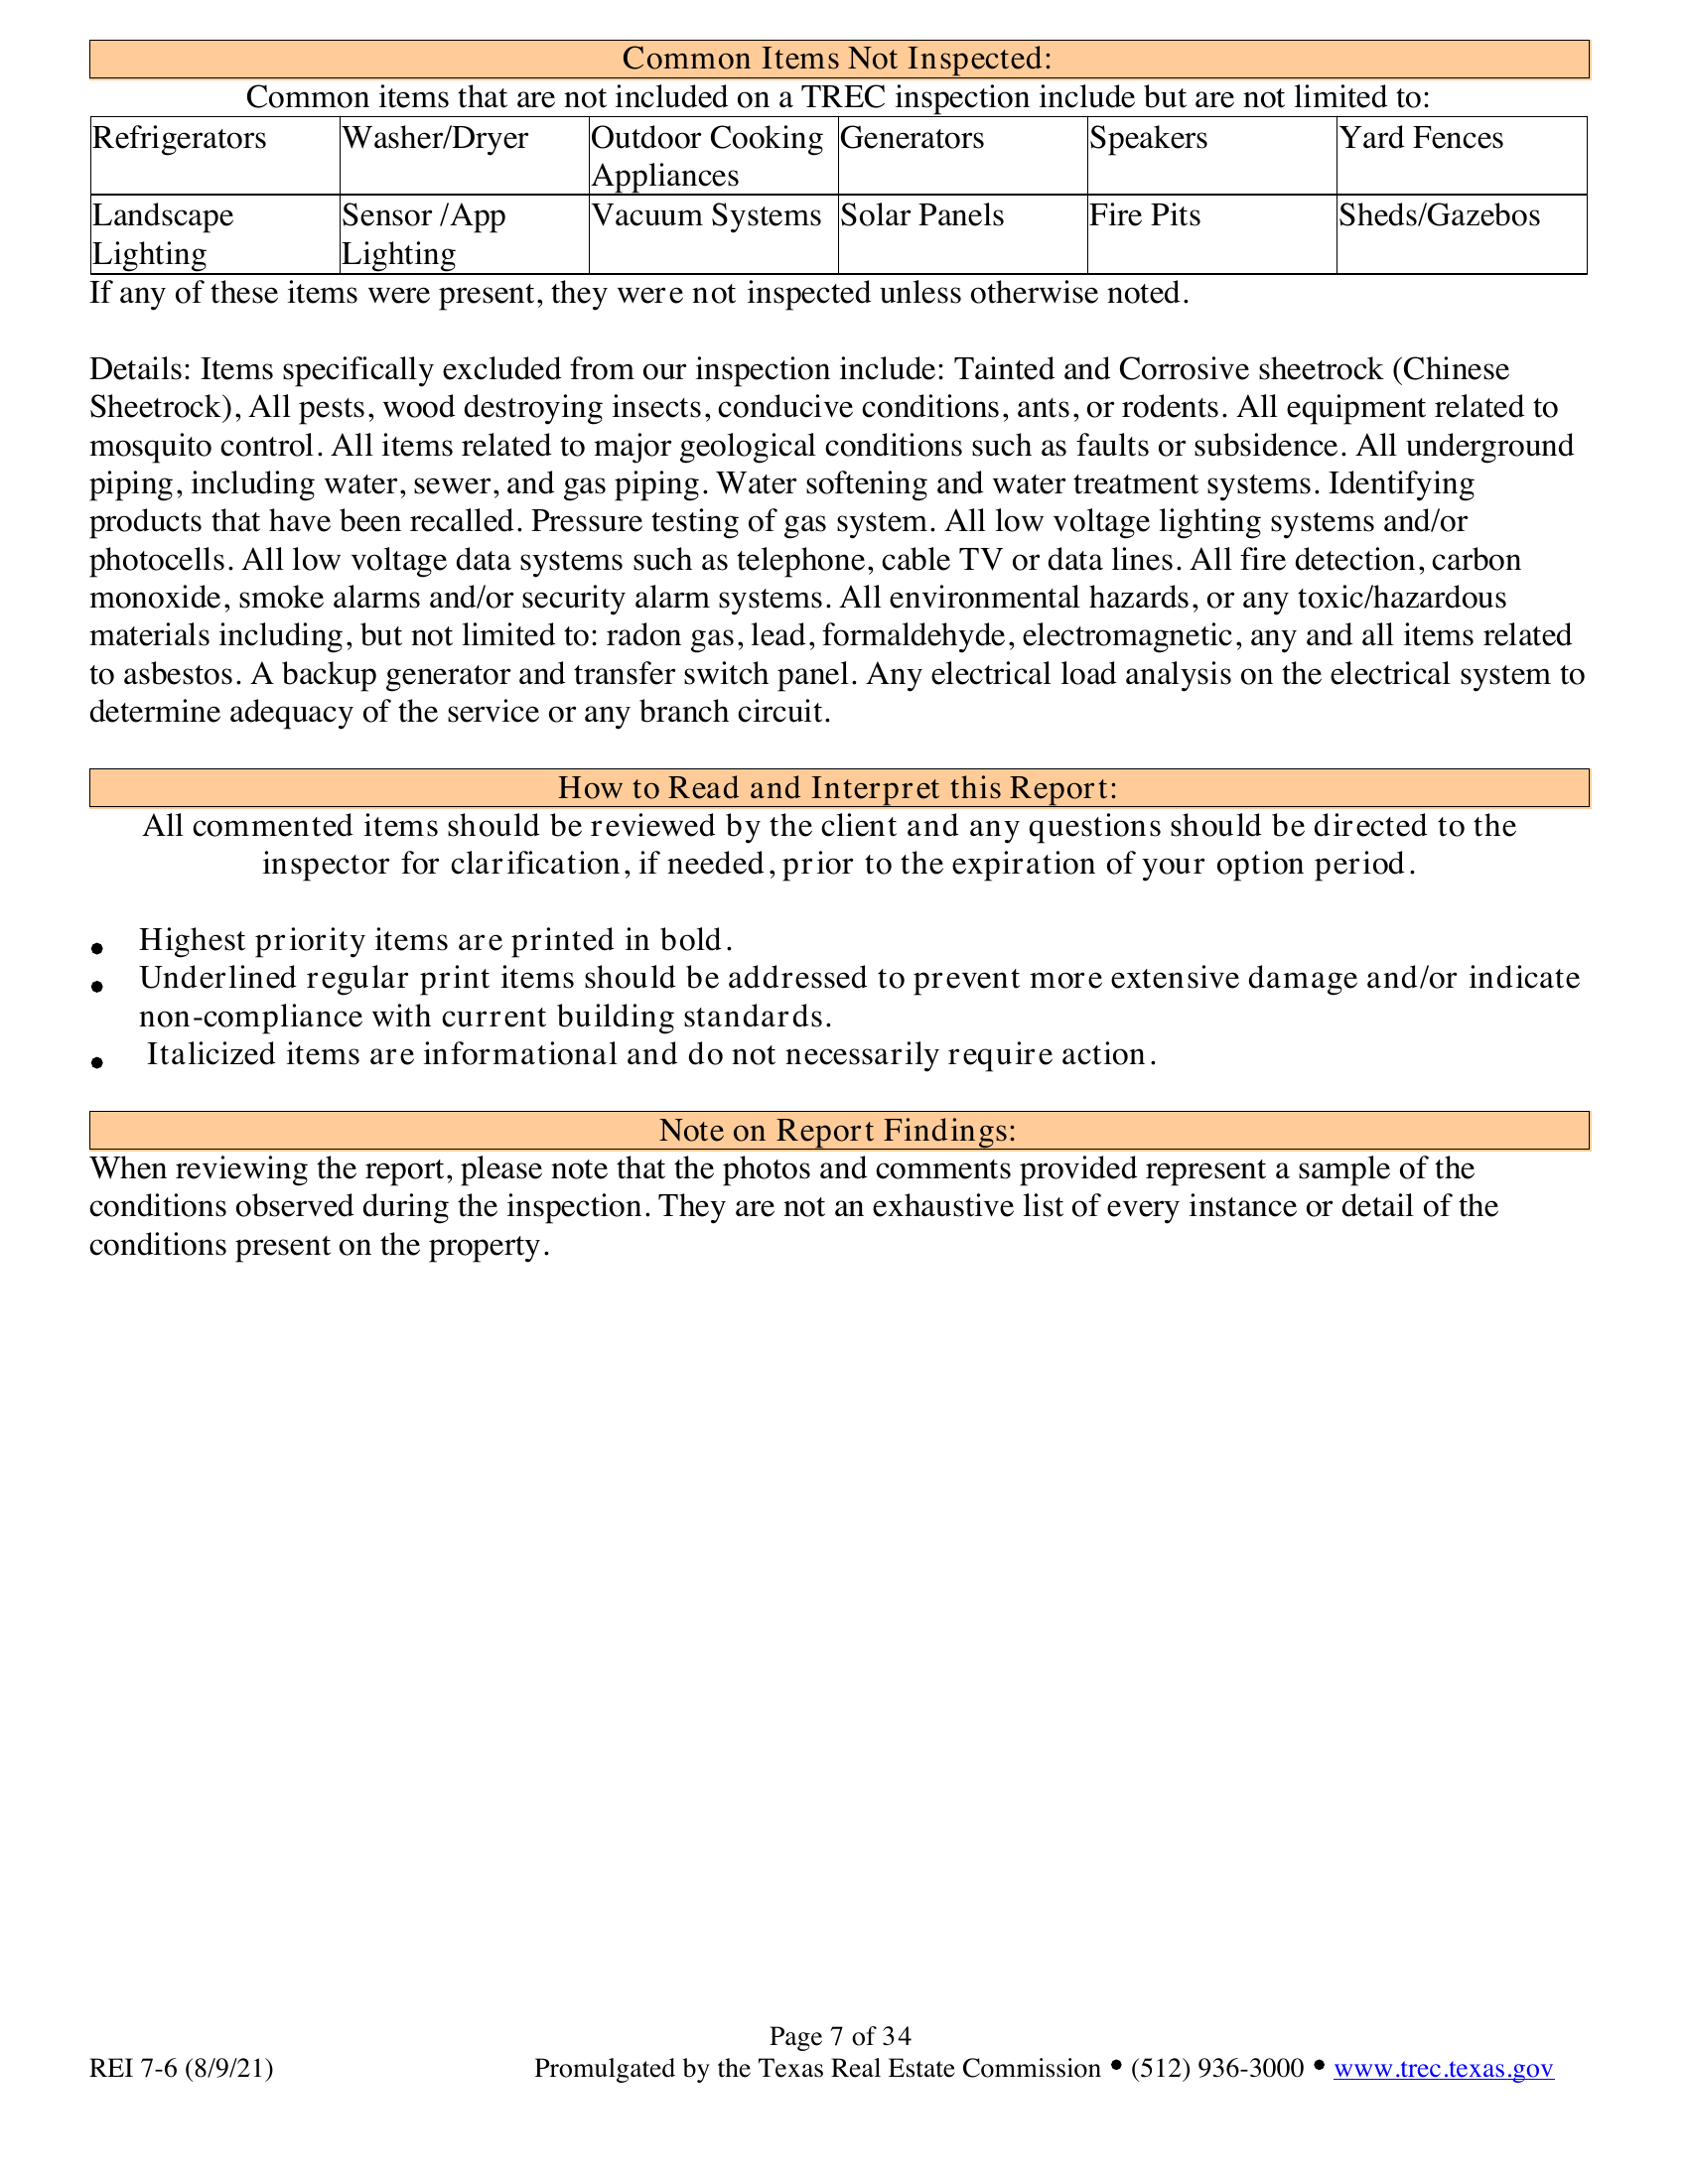 Common Items Not Inspected:
Common items that are not included on a TREC inspection include but are not limited to:
Refrigerators
Washer/Dryer
Outdoor Cooking
Appliances
Generators
Speakers
Yard Fences
Landscape
Lighting
Sensor /App
Lighting
Vacuum Systems
Solar Panels
Fire Pits
Sheds/Gazebos
If any of these items were present, they were not inspected unless otherwise noted.
Details: Items specifically excluded from our inspection include: Tainted and Corrosive sheetrock (Chinese
Sheetrock), All pests, wood destroying insects, conducive conditions, ants, or rodents. All equipment related to
mosquito control. All items related to major geological conditions such as faults or subsidence. All underground
piping, including water, sewer, and gas piping. Water softening and water treatment systems. Identifying
products that have been recalled. Pressure testing of gas system. All low voltage lighting systems and/or
photocells. All low voltage data systems such as telephone, cable TV or data lines. All fire detection, carbon
monoxide, smoke alarms and/or security alarm systems. All environmental hazards, or any toxic/hazardous
materials including, but not limited to: radon gas, lead, formaldehyde, electromagnetic, any and all items related
to asbestos. A backup generator and transfer switch panel. Any electrical load analysis on the electrical system to
determine adequacy of the service or any branch circuit.
How to Read and Interpret this Report:
All commented items should be reviewed by the client and any questions should be directed to the
inspector for clarification, if needed, prior to the expiration of your option period.
● Highest priority items are printed in bold.
● Underlined regular print items should be addressed to prevent more extensive damage and/or indicate
non-compliance with current building standards.
● Italicized items are informational and do not necessarily require action.
Note on Report Findings:
When reviewing the report, please note that the photos and comments provided represent a sample of the
conditions observed during the inspection. They are not an exhaustive list of every instance or detail of the
conditions present on the property.
Page 7 of 34
REI 7-6 (8/9/21) Promulgated by the Texas Real Estate Commission ● (512) 936-3000 ● www.trec.texas.gov